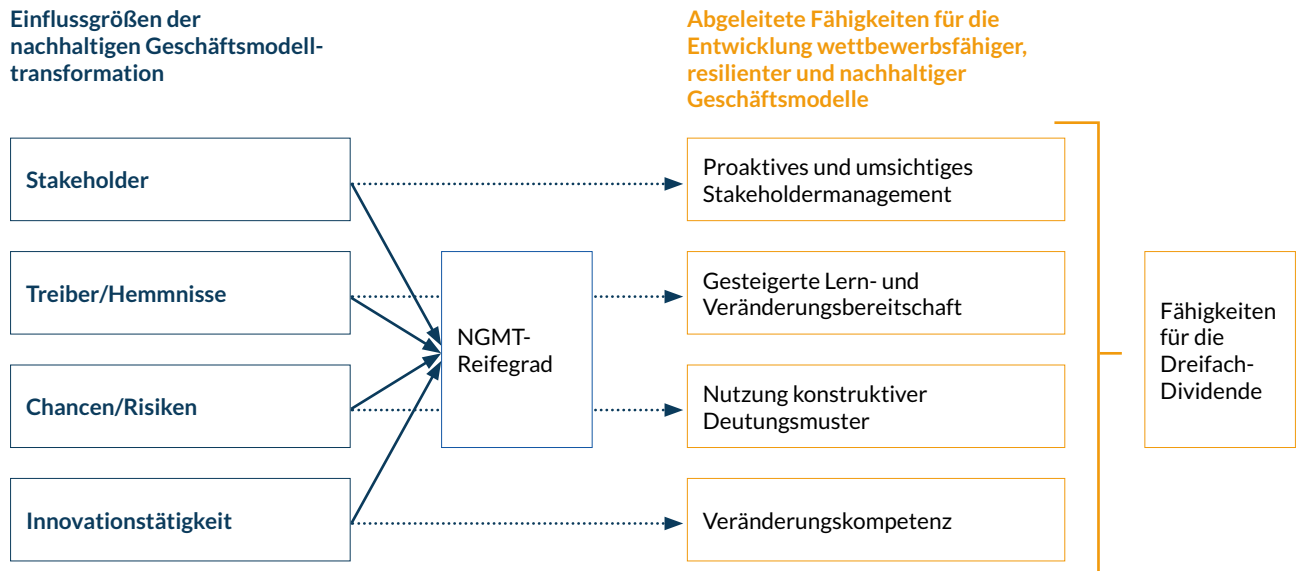 Einflussgrößen der
nachhaltigen Geschäftsmodell-
transformation
Abgeleitete Fähigkeiten für die
Entwicklung wettbewerbsfähiger,
resilienter und nachhaltiger
Geschäftsmodelle
Stakeholder
Proaktives und umsichtiges
Stakeholdermanagement
Treiber/Hemmnisse
Gesteigerte Lern- und
Veränderungsbereitschaft
NGMT-
Reifegrad
Fähigkeiten
für die
Dreifach-
Dividende
Chancen/Risiken
Nutzung konstruktiver
Deutungsmuster
Innovationstätigkeit
Veränderungskompetenz